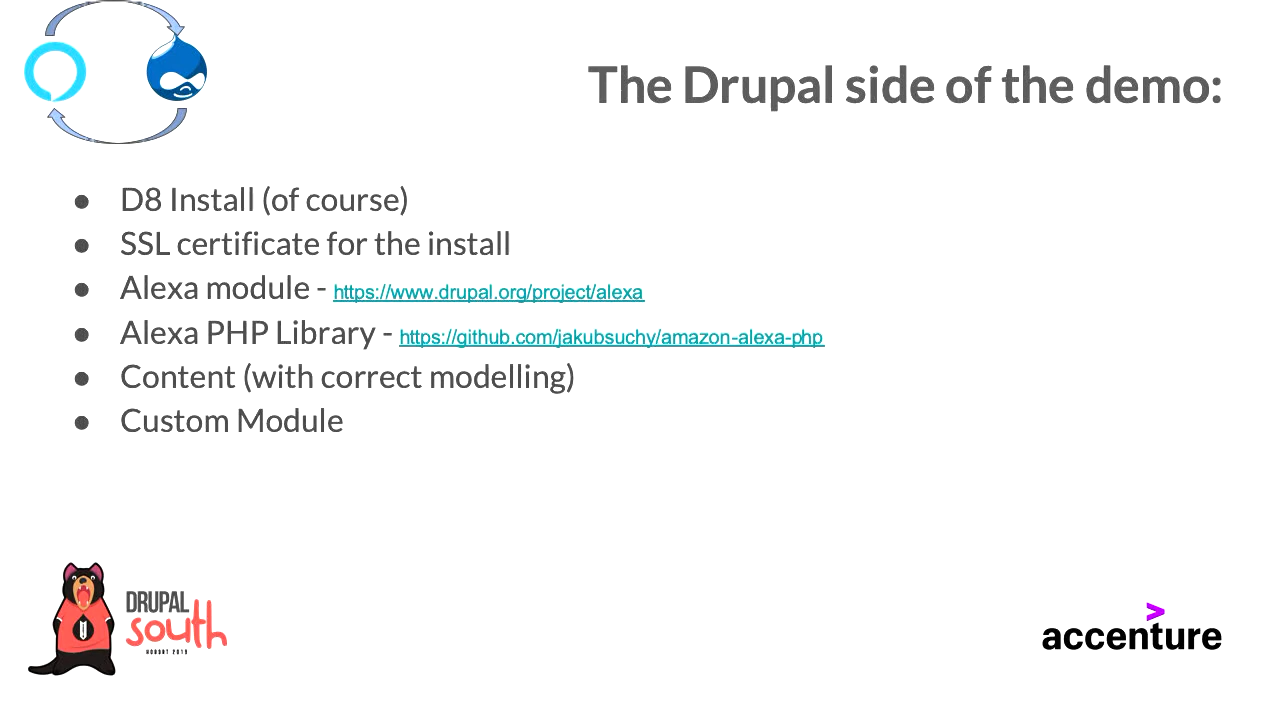 The Drupal side of the demo:
● D8 Install (of course)
● SSL certificate for the install
● Alexa module - https://www.drupal.org/project/alexa
● Alexa PHP Library - https://github.com/jakubsuchy/amazon-alexa-php
● Content (with correct modelling)
● Custom Module
DRUPAL
south
HOBART 2019
accenture